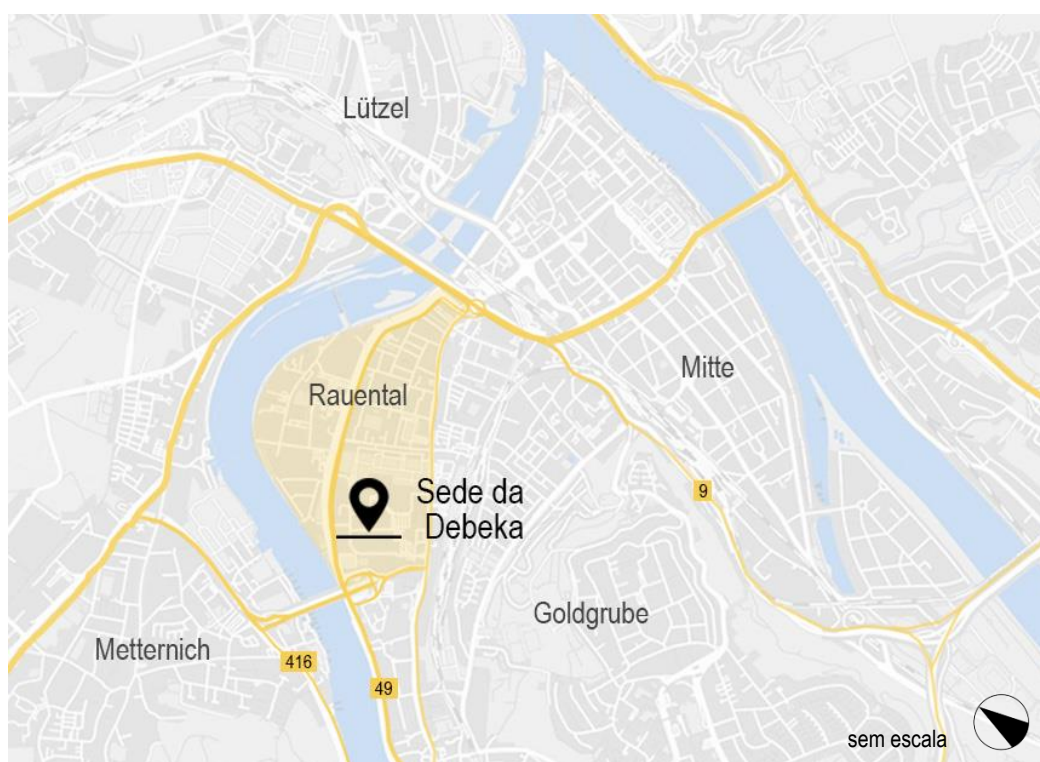 Lützel
Rauental
Mitte
Sede da
Debeka
9
Goldgrube
Metternich
416
49
sem escala